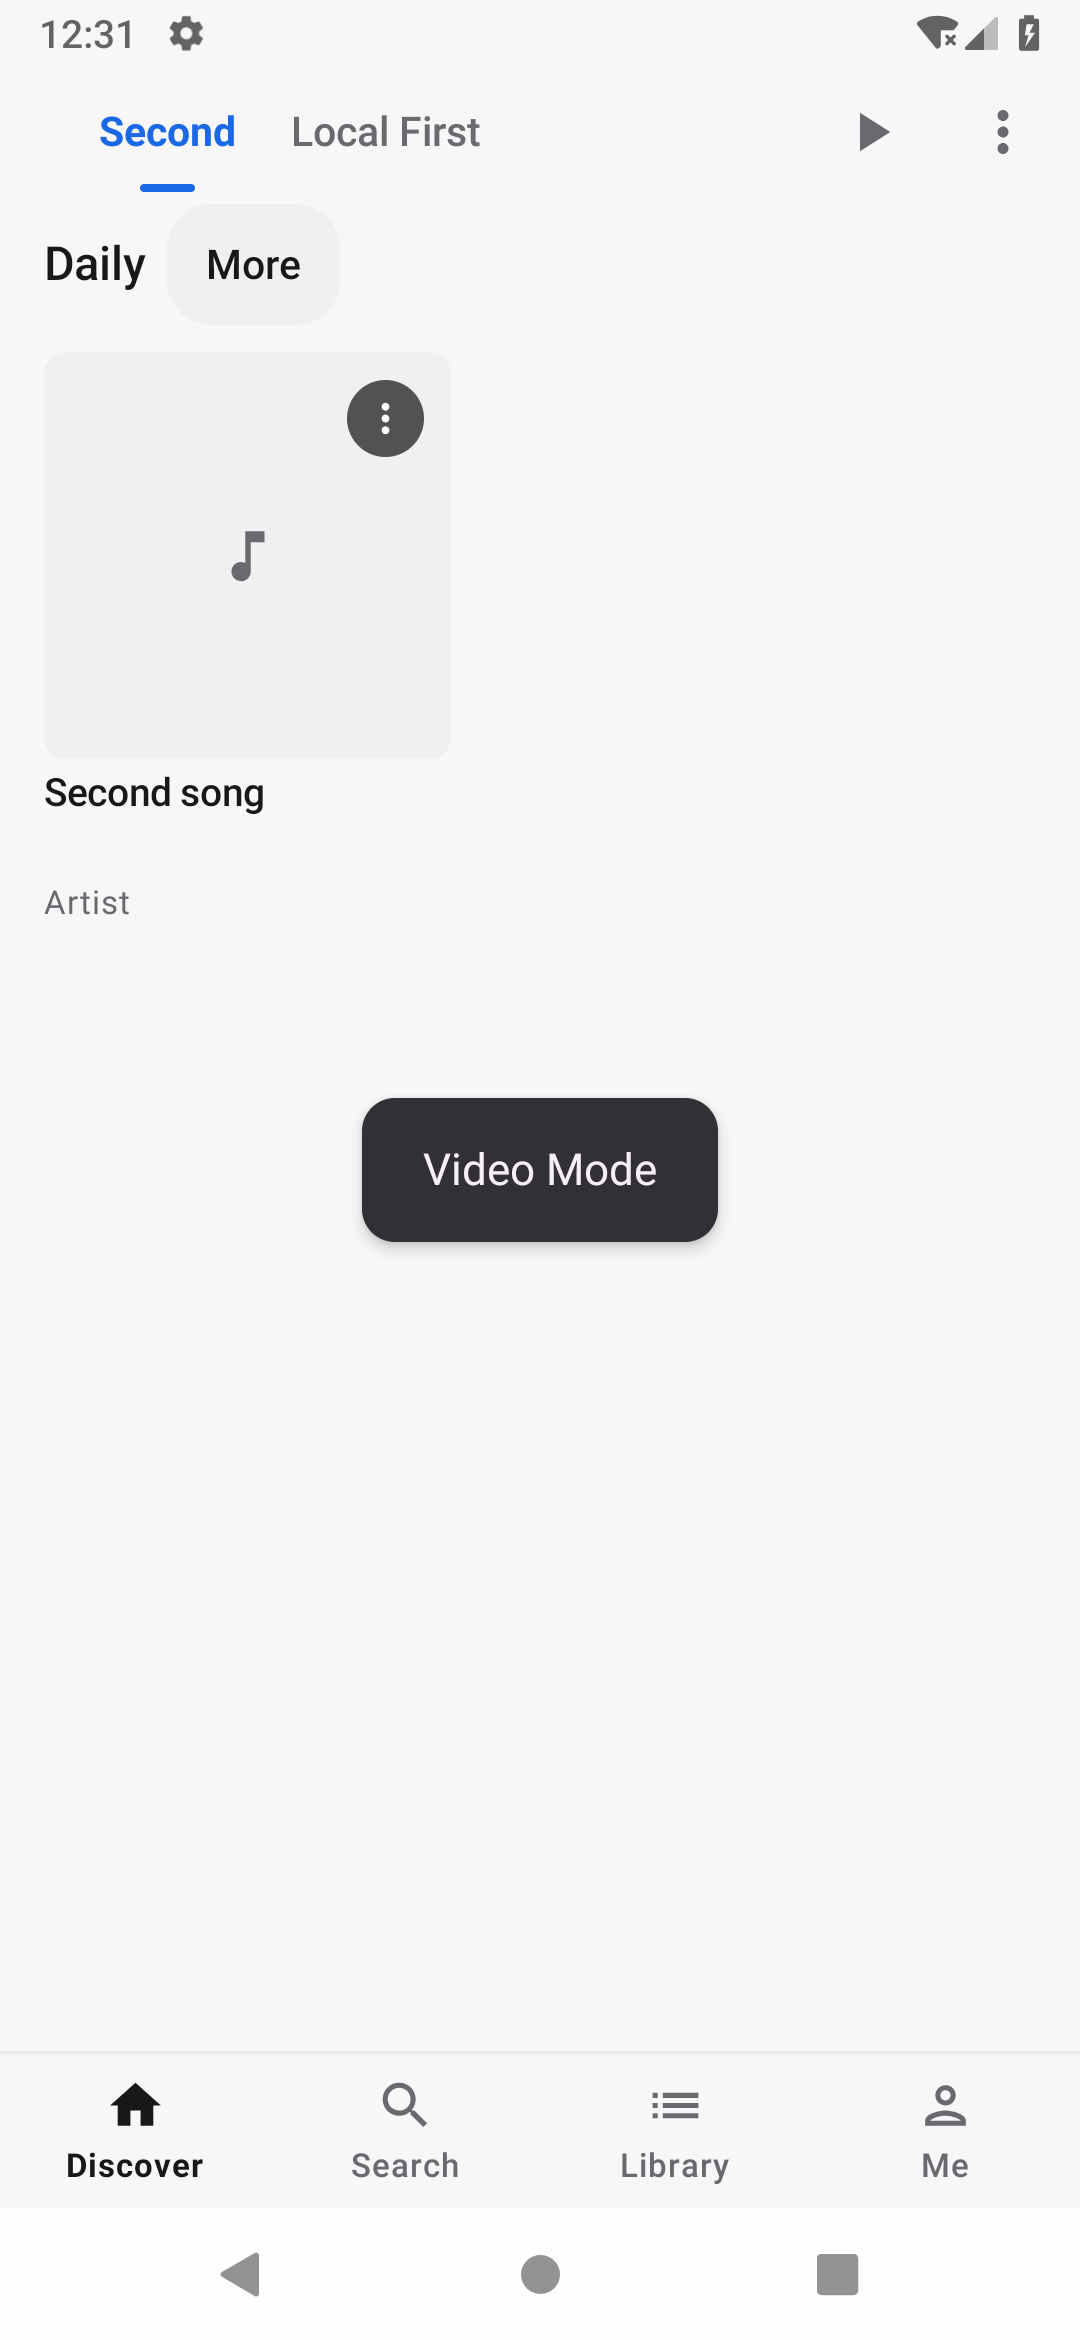 12:31
Second Local First
Daily More
Second song
Artist
Video Mode
Discover Search Library Me